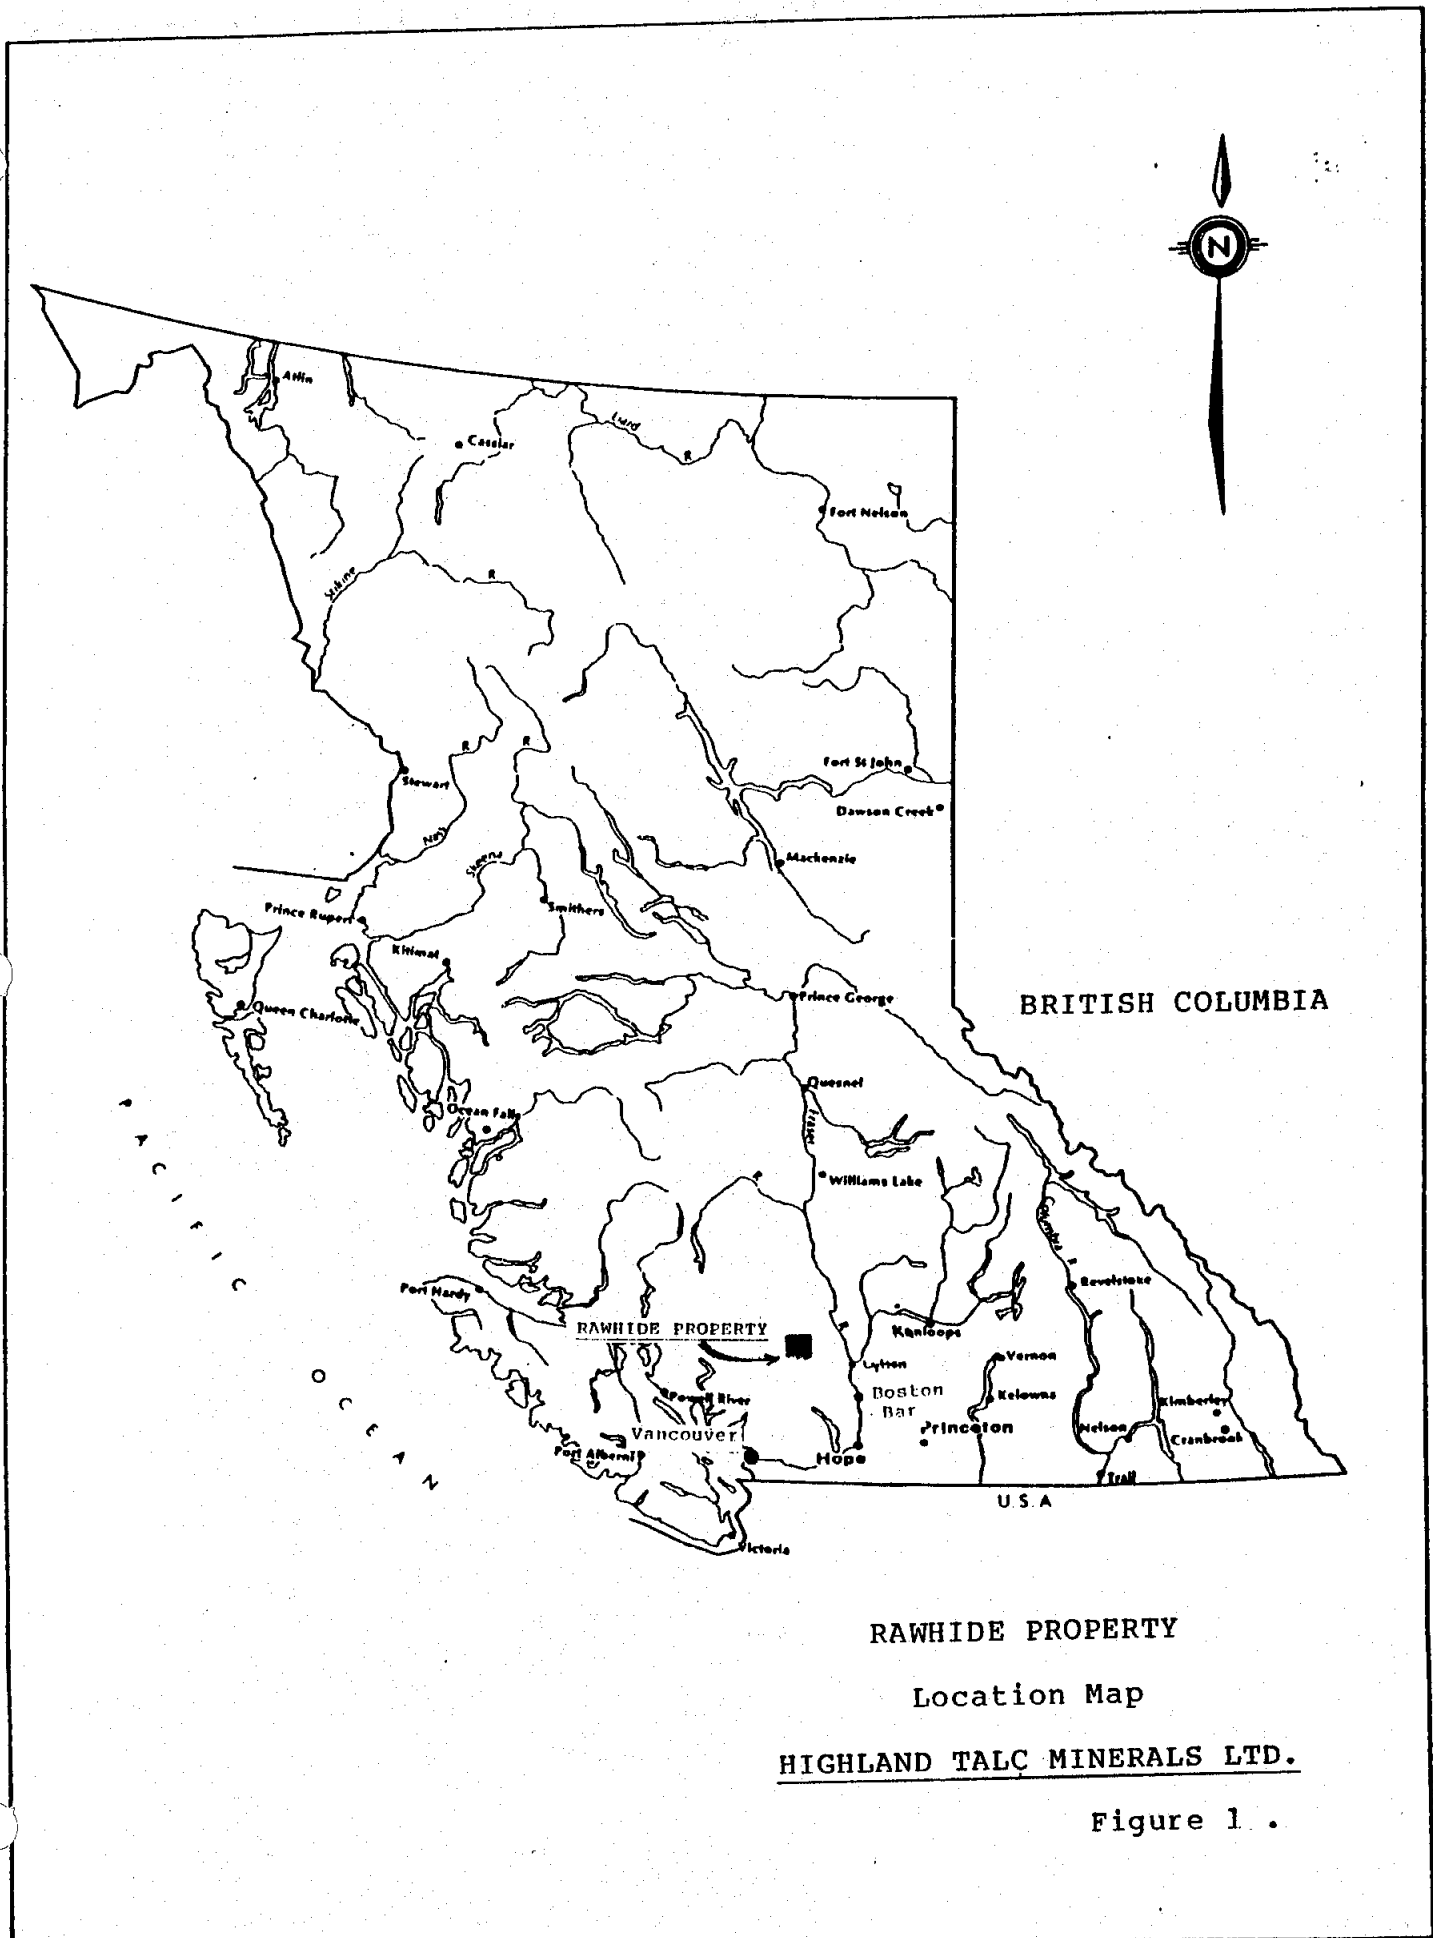 N
Atlin
Cassiar
Liard
R
Fort Nelson
Stikine
R
R
R
Fort St John
Stewart
Dawson Creek
Nass
Skeena
Mackenzie
Prince Rupert
Smithers
Kitimat
Prince George
BRITISH COLUMBIA
Queen Charlotte
Quesnel
Ocean Falls
Fraser
PACIFIC
R
Williams Lake
Columbia
R
Revelstoke
Port Hardy
RAWHIDE PROPERTY
R
Kamloops
Lytton
Vernon
OCEAN
Powell River
Boston
Bar
Kelowna
Kimberley
Vancouver
Princeton
Nelson
Cranbrook
Port Alberni
Hope
Trail
U.S.A
Victoria
RAWHIDE PROPERTY
Location Map
HIGHLAND TALC MINERALS LTD.
Figure 1 .